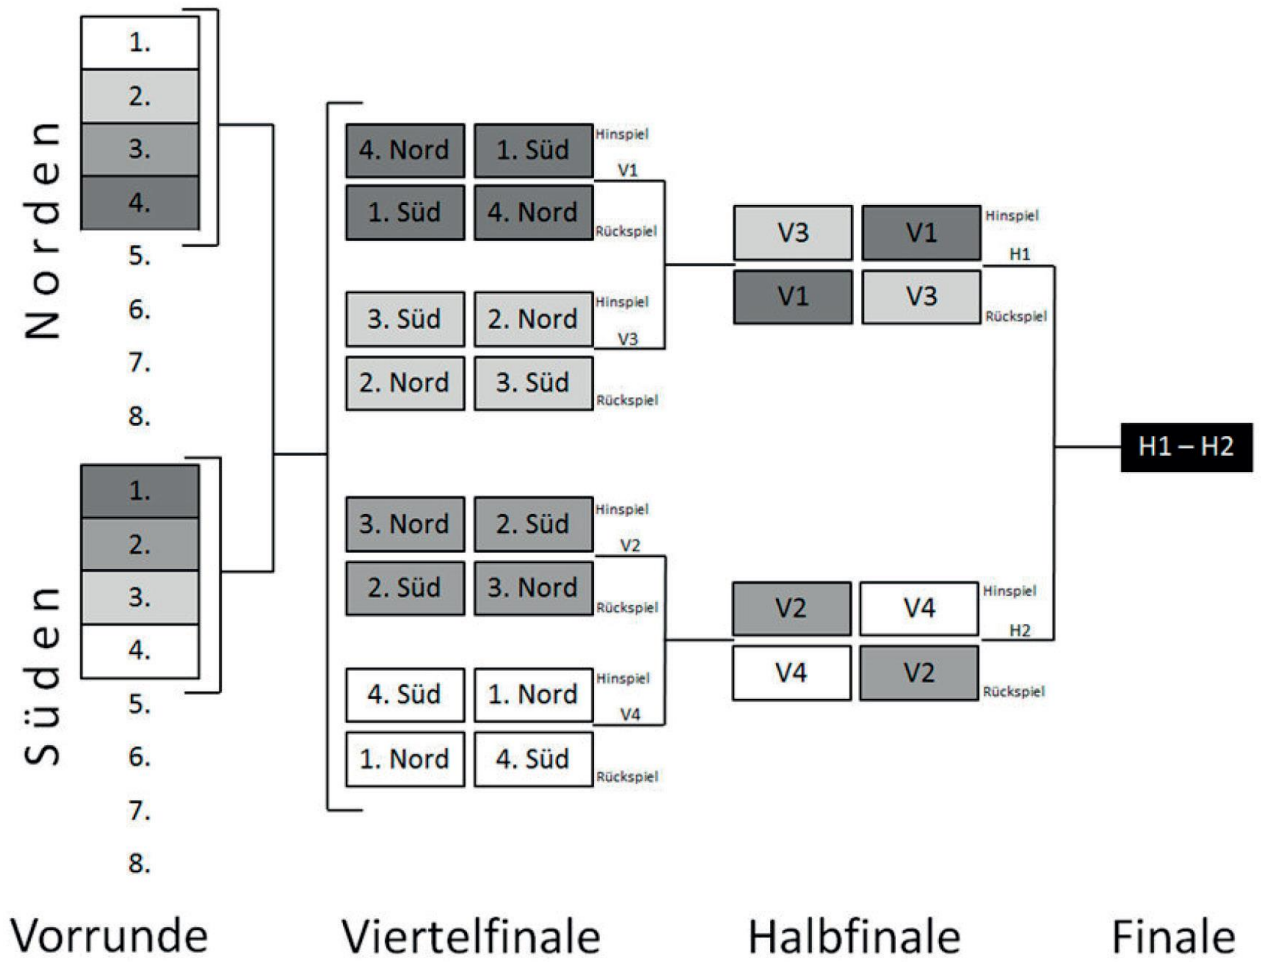 Norden
1.
2.
3.
4.
5.
6.
7.
8.
Süden
1.
2.
3.
4.
5.
6.
7.
8.
4. Nord 1. Süd Hinspiel
V1
1. Süd 4. Nord Rückspiel
3. Süd 2. Nord Hinspiel
V3
2. Nord 3. Süd Rückspiel
3. Nord 2. Süd Hinspiel
V2
2. Süd 3. Nord Rückspiel
4. Süd 1. Nord Hinspiel
V4
1. Nord 4. Süd Rückspiel
V3 V1 Hinspiel
H1
V1 V3 Rückspiel
V2 V4 Hinspiel
H2
V4 V2 Rückspiel
H1 – H2
Vorrunde Viertelfinale Halbfinale Finale